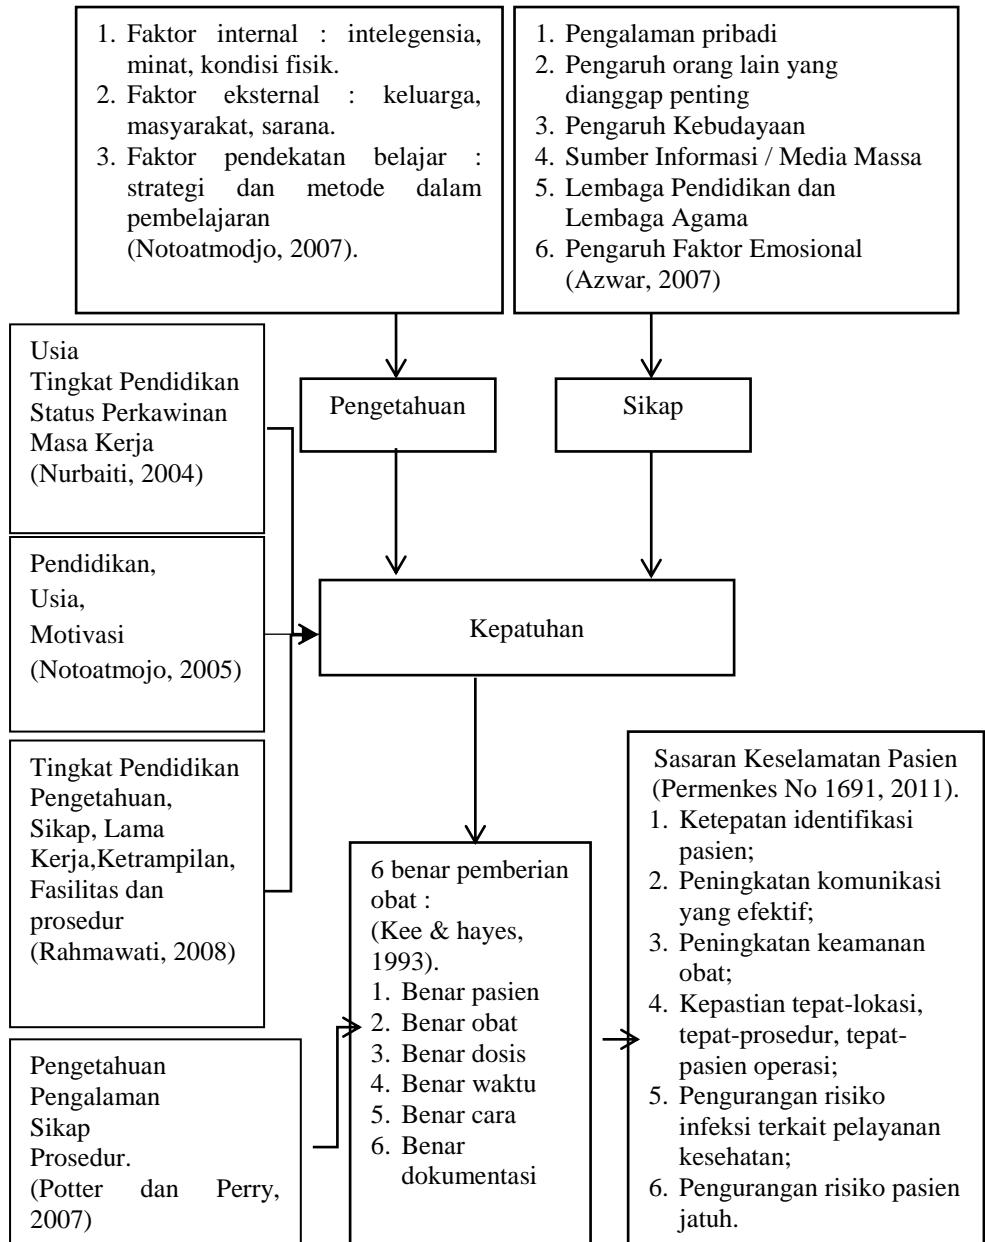 1. Faktor internal : intelegensia,
minat, kondisi fisik.
2. Faktor eksternal : keluarga,
masyarakat, sarana.
3. Faktor pendekatan belajar :
strategi dan metode dalam
pembelajaran
(Notoatmodjo, 2007).
1. Pengalaman pribadi
2. Pengaruh orang lain yang
dianggap penting
3. Pengaruh Kebudayaan
4. Sumber Informasi / Media Massa
5. Lembaga Pendidikan dan
Lembaga Agama
6. Pengaruh Faktor Emosional
(Azwar, 2007)
Usia
Tingkat Pendidikan
Status Perkawinan
Masa Kerja
(Nurbaiti, 2004)
Pengetahuan
Sikap
Pendidikan,
Usia,
Motivasi
(Notoatmojo, 2005)
Kepatuhan
Tingkat Pendidikan
Pengetahuan,
Sikap, Lama
Kerja,Ketrampilan,
Fasilitas dan
prosedur
(Rahmawati, 2008)
Pengetahuan
Pengalaman
Sikap
Prosedur.
(Potter dan Perry,
2007)
6 benar pemberian
obat :
(Kee & hayes,
1993).
1. Benar pasien
2. Benar obat
3. Benar dosis
4. Benar waktu
5. Benar cara
6. Benar
dokumentasi
Sasaran Keselamatan Pasien
(Permenkes No 1691, 2011).
1. Ketepatan identifikasi
pasien;
2. Peningkatan komunikasi
yang efektif;
3. Peningkatan keamanan
obat;
4. Kepastian tepat-lokasi,
tepat-prosedur, tepat-
pasien operasi;
5. Pengurangan risiko
infeksi terkait pelayanan
kesehatan;
6. Pengurangan risiko pasien
jatuh.